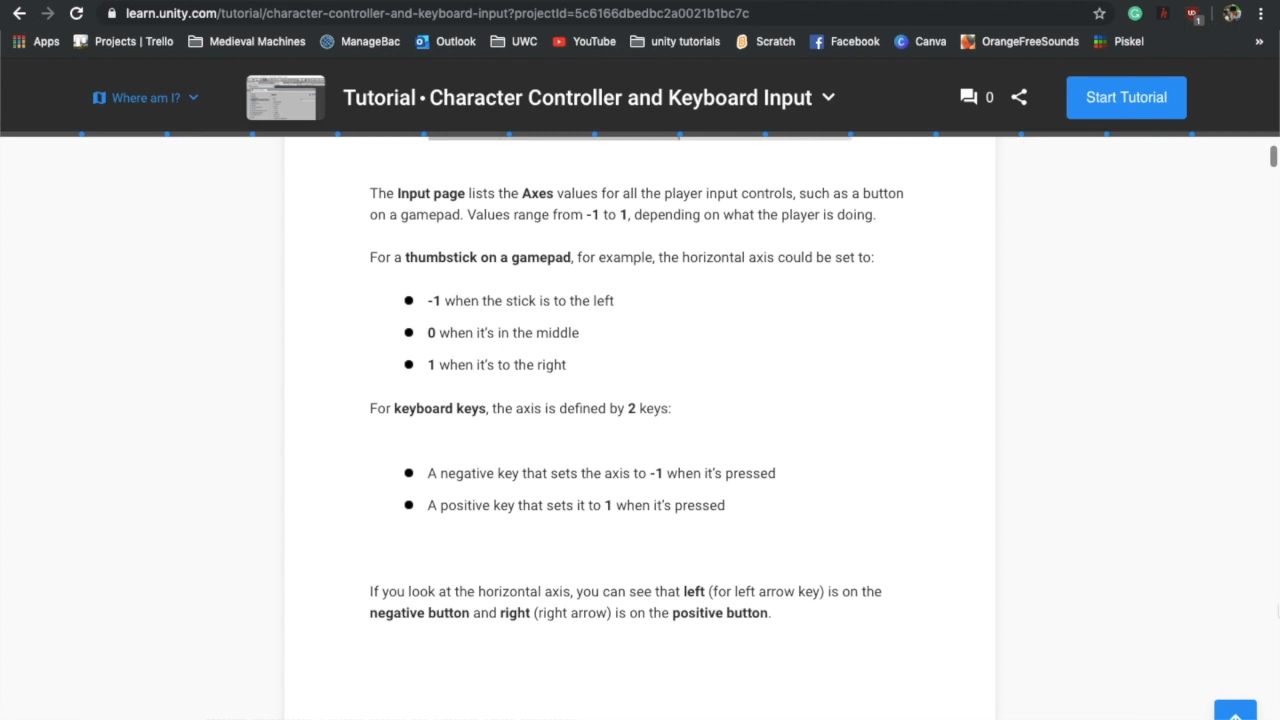 learn.unity.com/tutorial/character-controller-and-keyboard-input?projectId=5c6166dbedbc2a0021b1bc7c
Apps Projects | Trello Medieval Machines ManageBac Outlook UWC YouTube unity tutorials Scratch Facebook Canva OrangeFreeSounds Piskel »
Where am I? Tutorial • Character Controller and Keyboard Input 0 Start Tutorial
The Input page lists the Axes values for all the player input controls, such as a button
on a gamepad. Values range from -1 to 1, depending on what the player is doing.
For a thumbstick on a gamepad, for example, the horizontal axis could be set to:
● -1 when the stick is to the left
● 0 when it's in the middle
● 1 when it's to the right
For keyboard keys, the axis is defined by 2 keys:
● A negative key that sets the axis to -1 when it's pressed
● A positive key that sets it to 1 when it's pressed
If you look at the horizontal axis, you can see that left (for left arrow key) is on the
negative button and right (right arrow) is on the positive button.